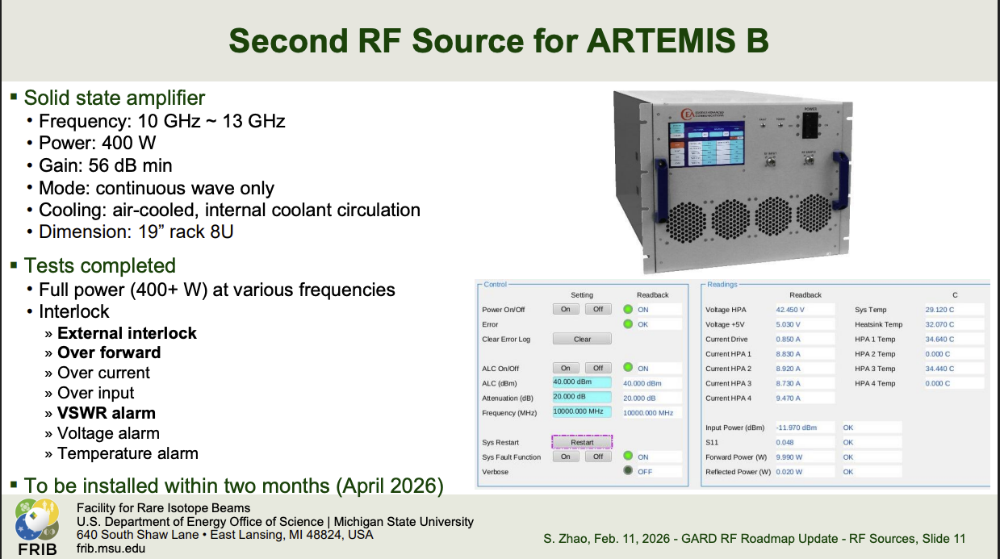 Second RF Source for ARTEMIS B
▪ Solid state amplifier
• Frequency: 10 GHz ~ 13 GHz
• Power: 400 W
• Gain: 56 dB min
• Mode: continuous wave only
• Cooling: air-cooled, internal coolant circulation
• Dimension: 19” rack 8U
▪ Tests completed
• Full power (400+ W) at various frequencies
• Interlock
» External interlock
» Over forward
» Over current
» Over input
» VSWR alarm
» Voltage alarm
» Temperature alarm
▪ To be installed within two months (April 2026)
POWER
RF INPUT
RF SAMPLE
Control
Setting Readback
Power On/Off On Off ON
Error OK
Clear Error Log Clear
ALC On/Off On Off ON
ALC (dBm) 40.000 dBm 40.000 dBm
Attenuation (dB) 20.000 dB 20.000 dB
Frequency (MHz) 10000.000 MHz 10000.000 MHz
Sys Restart Restart
Sys Fault Function On Off ON
Verbose OFF
Readings
Readback C
Voltage HPA 42.450 V Sys Temp 29.120 C
Voltage +5V 5.030 V Heatsink Temp 32.070 C
Current Drive 0.850 A HPA 1 Temp 34.640 C
Current HPA 1 8.830 A HPA 2 Temp 0.000 C
Current HPA 2 8.920 A HPA 3 Temp 34.440 C
Current HPA 3 8.730 A HPA 4 Temp 0.000 C
Current HPA 4 9.470 A
Input Power (dBm) -11.970 dBm OK
S11 0.048 OK
Forward Power (W) 9.990 W OK
Reflected Power (W) 0.020 W OK
FRIB
Facility for Rare Isotope Beams
U.S. Department of Energy Office of Science | Michigan State University
640 South Shaw Lane • East Lansing, MI 48824, USA
frib.msu.edu
S. Zhao, Feb. 11, 2026 - GARD RF Roadmap Update - RF Sources, Slide 11